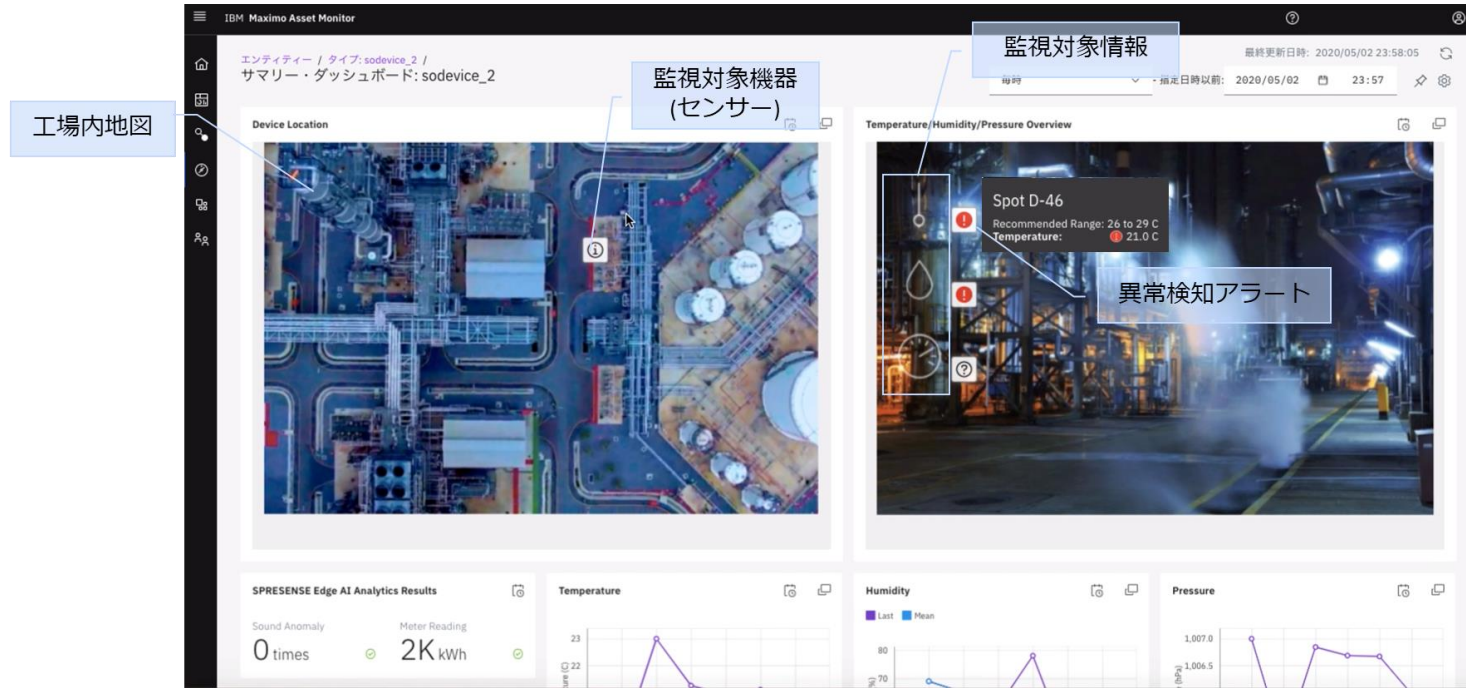 IBM Maximo Asset Monitor
エンティティー / タイプ: sodevice_2 /
サマリー・ダッシュボード: sodevice_2
最終更新日時: 2020/05/02 23:58:05
毎時
指定日時以前: 2020/05/02 23:57
監視対象情報
監視対象機器
(センサー)
工場内地図
Device Location
Temperature/Humidity/Pressure Overview
Spot D-46
Recommended Range: 26 to 29 C
Temperature: 21.0 C
異常検知アラート
SPRESENSE Edge AI Analytics Results
Sound Anomaly
0 times
Meter Reading
2K kWh
Temperature
23
22
Humidity
Last Mean
80
70
Pressure
1,007.0
1,006.5
(hPa)